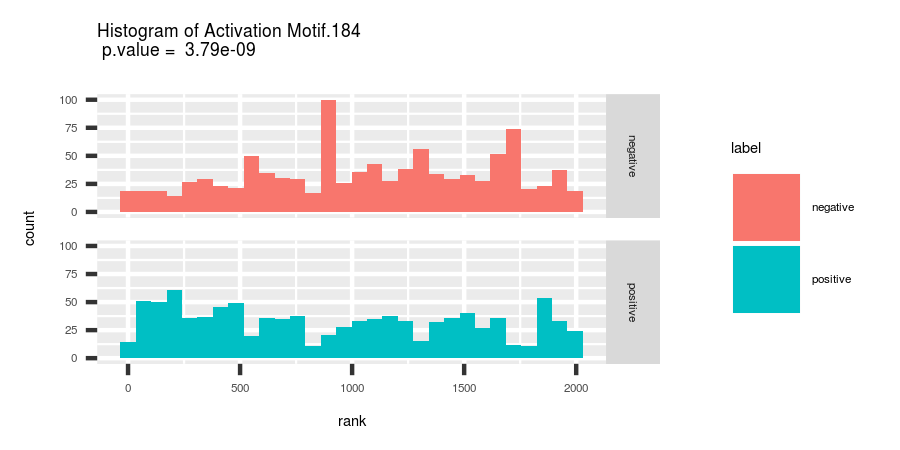 Histogram of Activation Motif.184
p.value = 3.79e-09
count
100
75
50
25
0
negative
100
75
50
25
0
positive
0 500 1000 1500 2000
rank
label
negative
positive